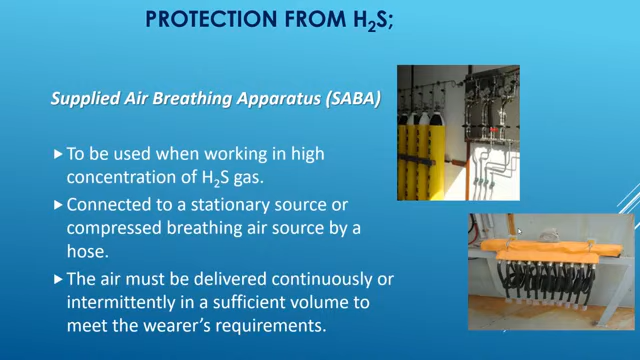 PROTECTION FROM H₂S;
Supplied Air Breathing Apparatus (SABA)
To be used when working in high
concentration of H₂S gas.
Connected to a stationary source or
compressed breathing air source by a
hose.
The air must be delivered continuously or
intermittently in a sufficient volume to
meet the wearer's requirements.